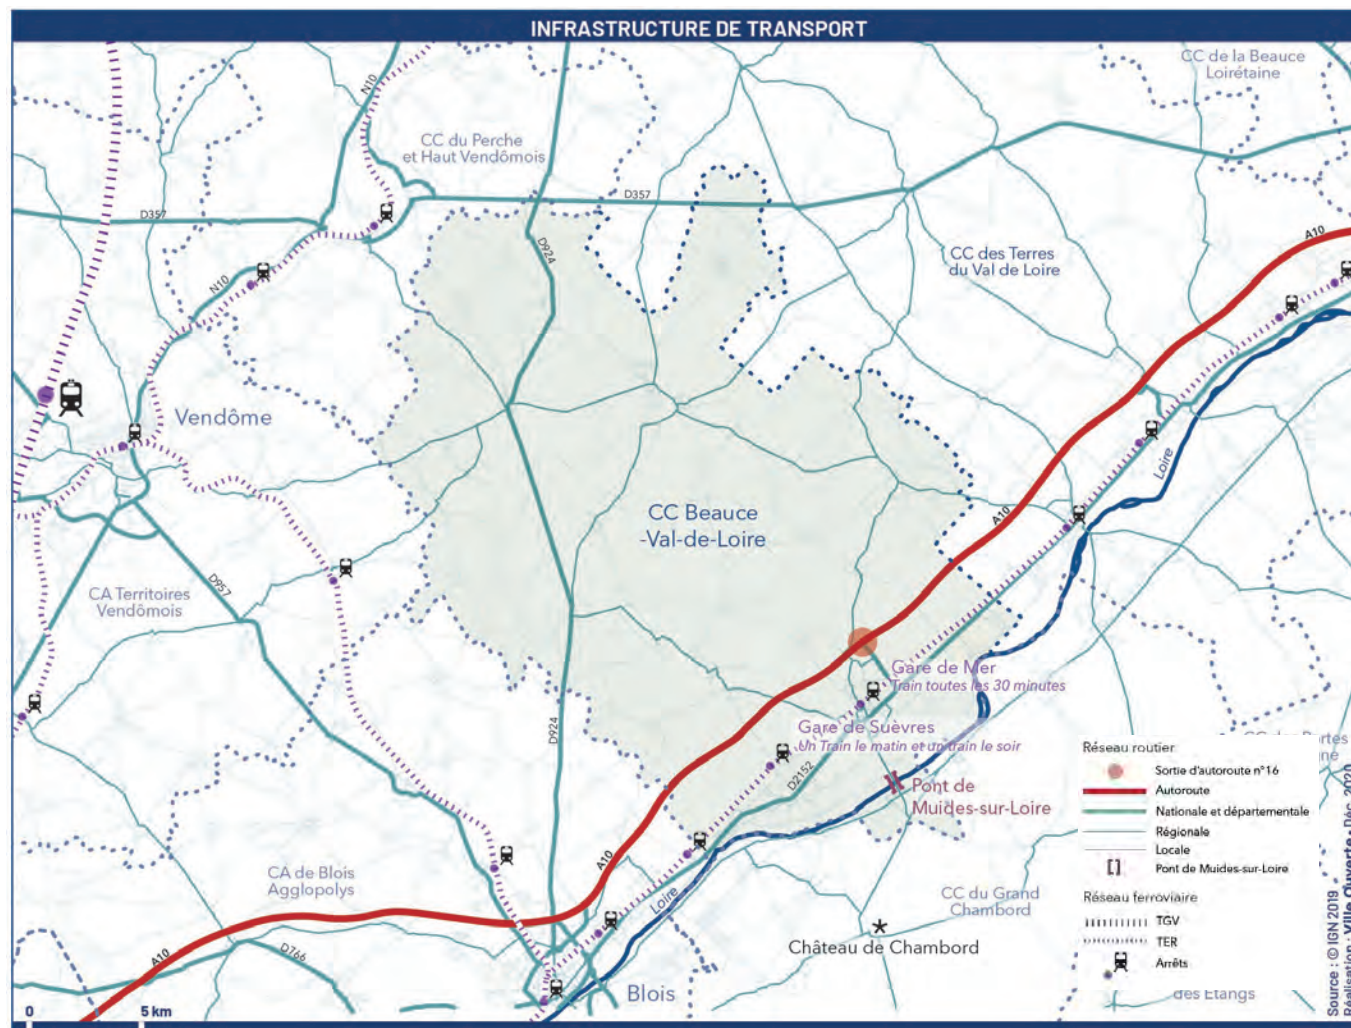 INFRASTRUCTURE DE TRANSPORT
CC de la Beauce
Loirétaine
N10
CC du Perche
et Haut Vendômois
D357
D357
D924
A10
CC des Terres
du Val de Loire
N10
Vendôme
Loire
CC Beauce
-Val-de-Loire
A10
D957
CA Territoires
Vendômois
Gare de Mer
Train toutes les 30 minutes
Gare de Suèvres
Un Train le matin et un train le soir
D924
D2152
Pont de
Muides-sur-Loire
A10
CA de Blois
Agglopolys
Loire
CC du Grand
Chambord
Château de Chambord
A10
D766
Blois
des Etangs
0
5 km
Réseau routier
Sortie d'autoroute n°16
Autoroute
Nationale et départementale
Régionale
Locale
[] Pont de Muides-sur-Loire
Réseau ferroviaire
TGV
TER
Arrêts
Source : © IGN 2019
Réalisation : Ville Ouverte Déc. 2020